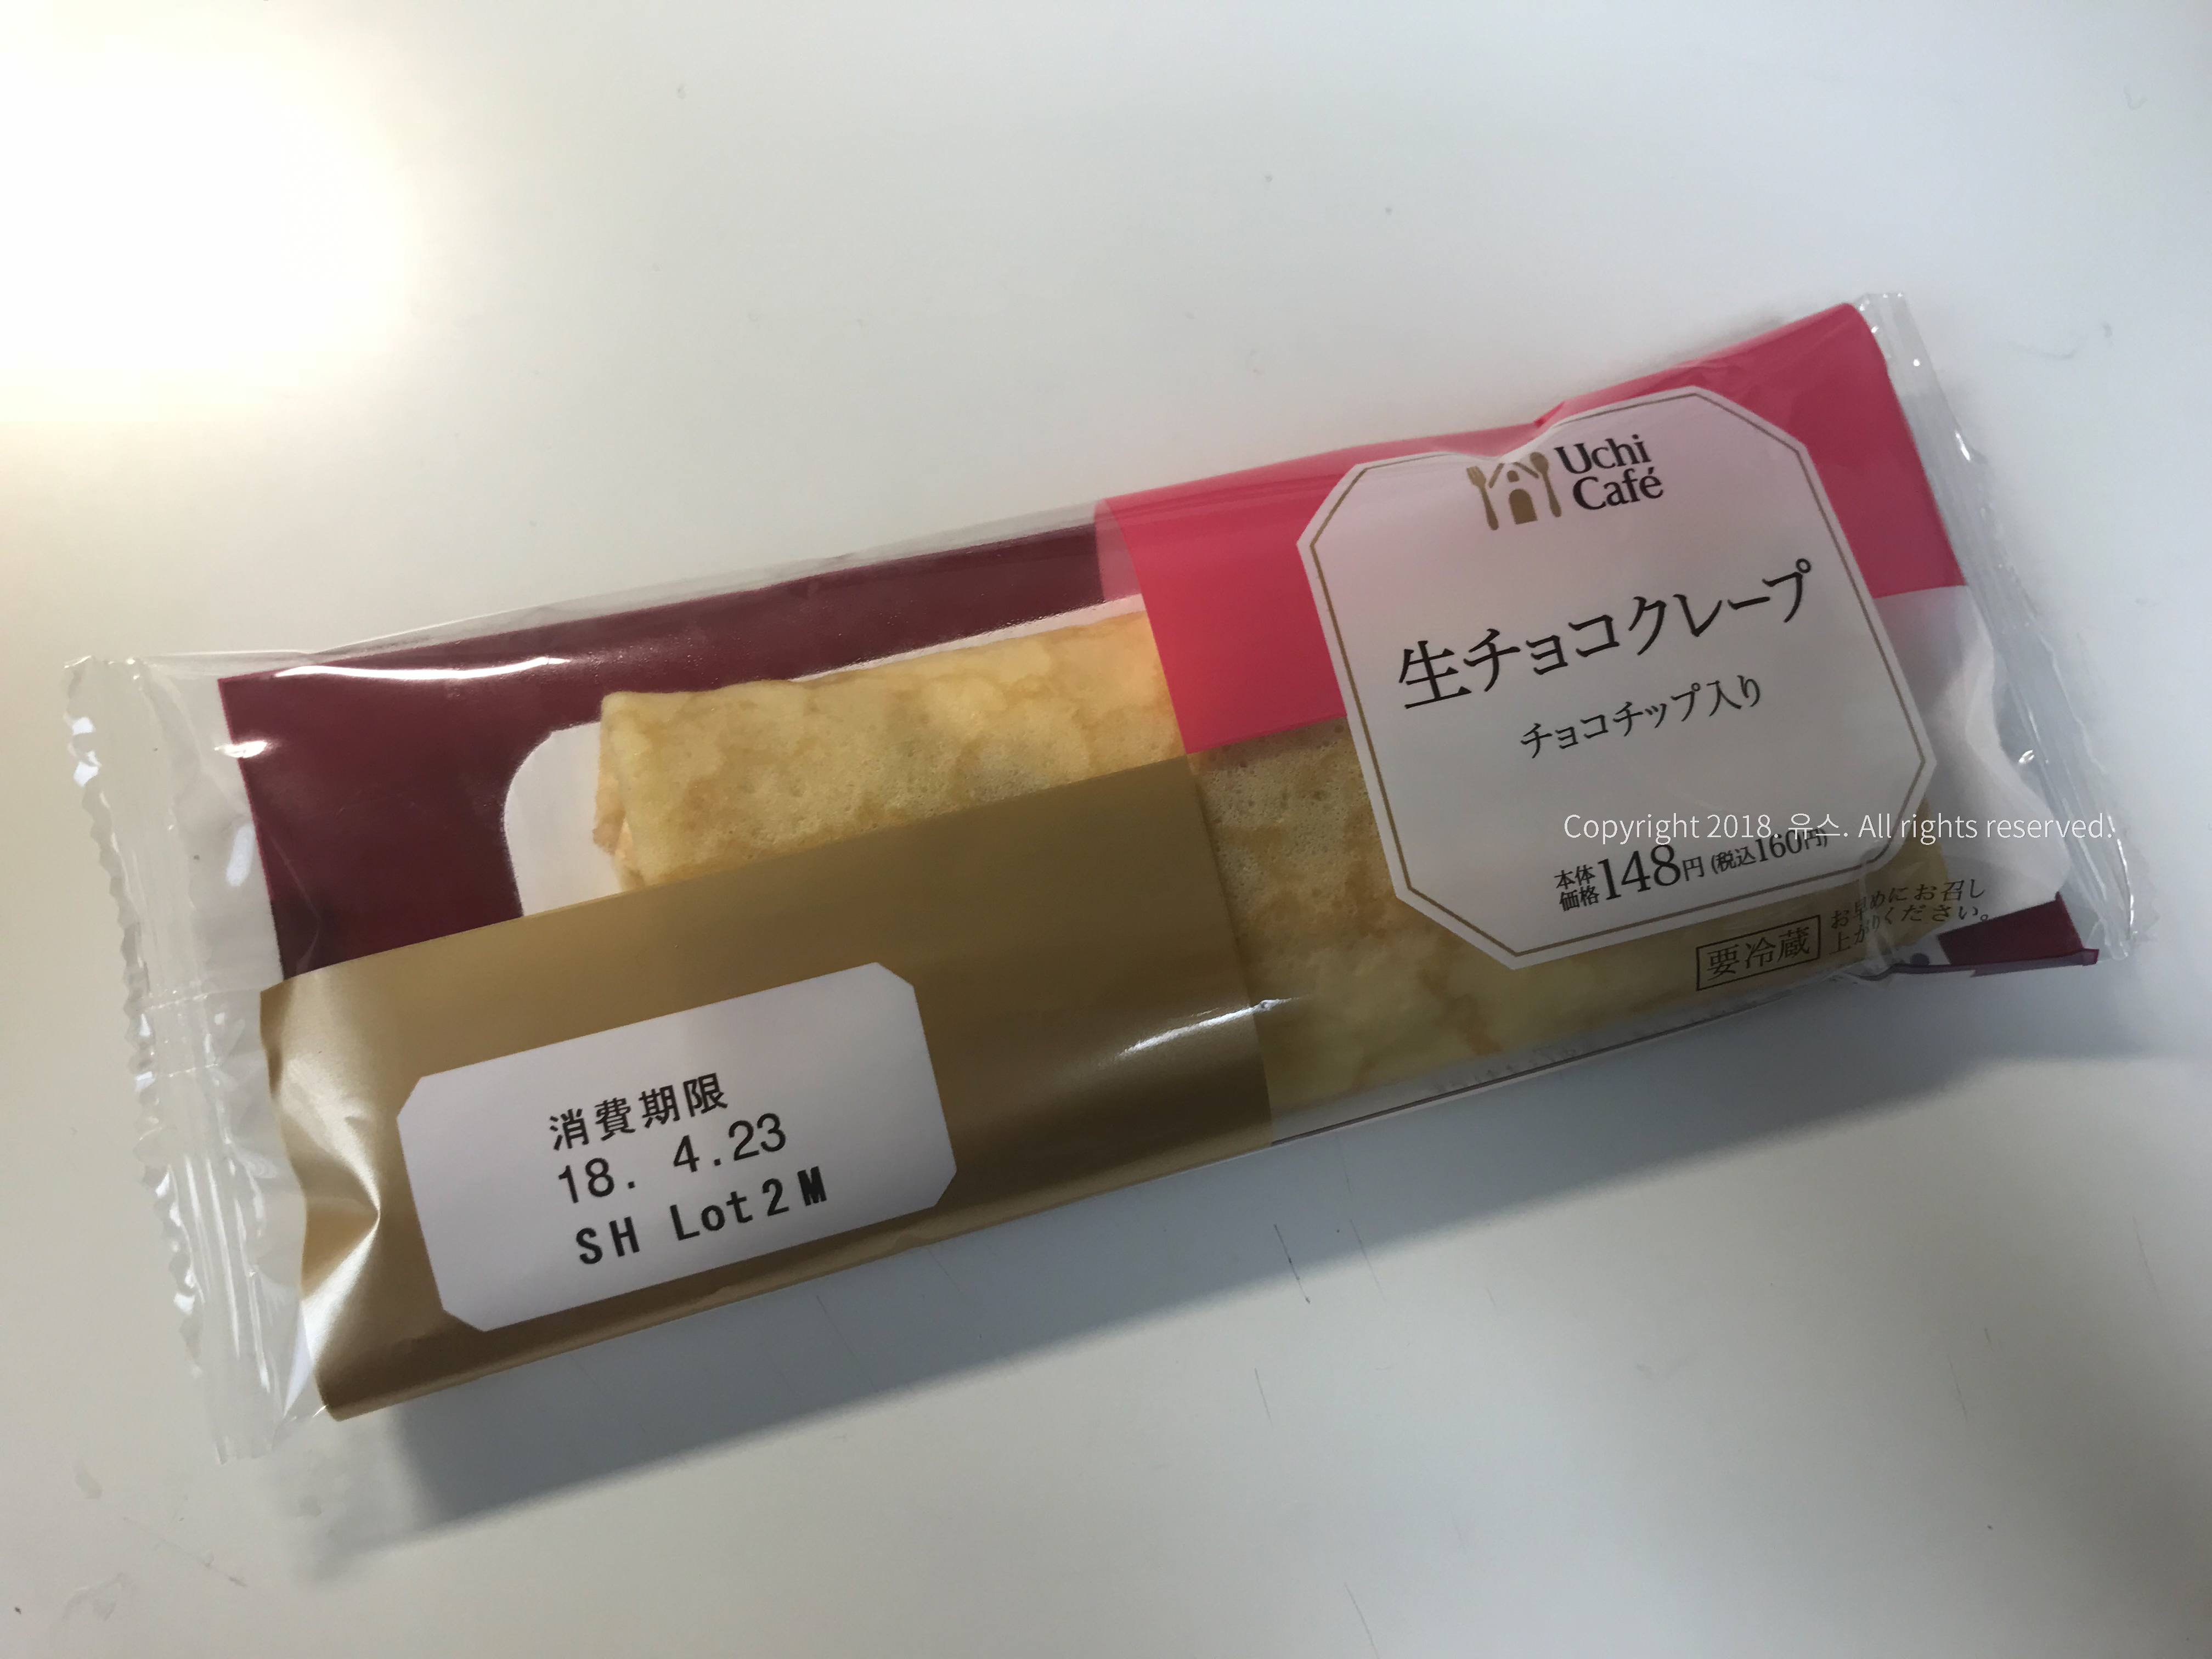 Uchi
Café
生チョコクレープ
チョコチップ入り
Copyright 2018. 유스. All rights reserved.
本体
価格148円(税込160円)
要冷蔵
お早めにお召し
上がりください。
消費期限
18. 4.23
SH Lot2M